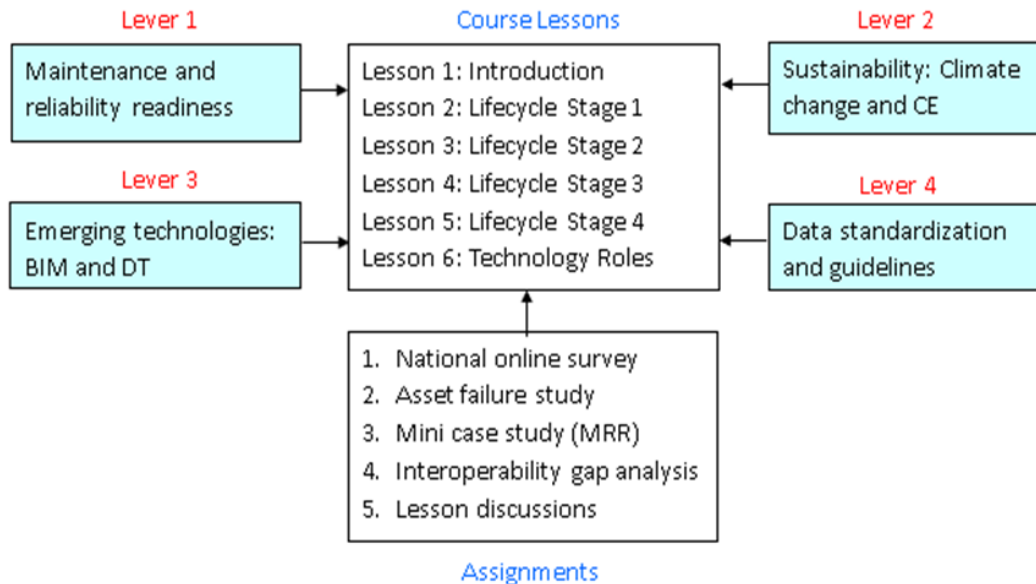 Lever 1
Course Lessons
Lever 2
Maintenance and
reliability readiness
Lesson 1: Introduction
Lesson 2: Lifecycle Stage 1
Lesson 3: Lifecycle Stage 2
Lesson 4: Lifecycle Stage 3
Lesson 5: Lifecycle Stage 4
Lesson 6: Technology Roles
Sustainability: Climate
change and CE
Lever 3
Emerging technologies:
BIM and DT
Lever 4
Data standardization
and guidelines
1. National online survey
2. Asset failure study
3. Mini case study (MRR)
4. Interoperability gap analysis
5. Lesson discussions
Assignments